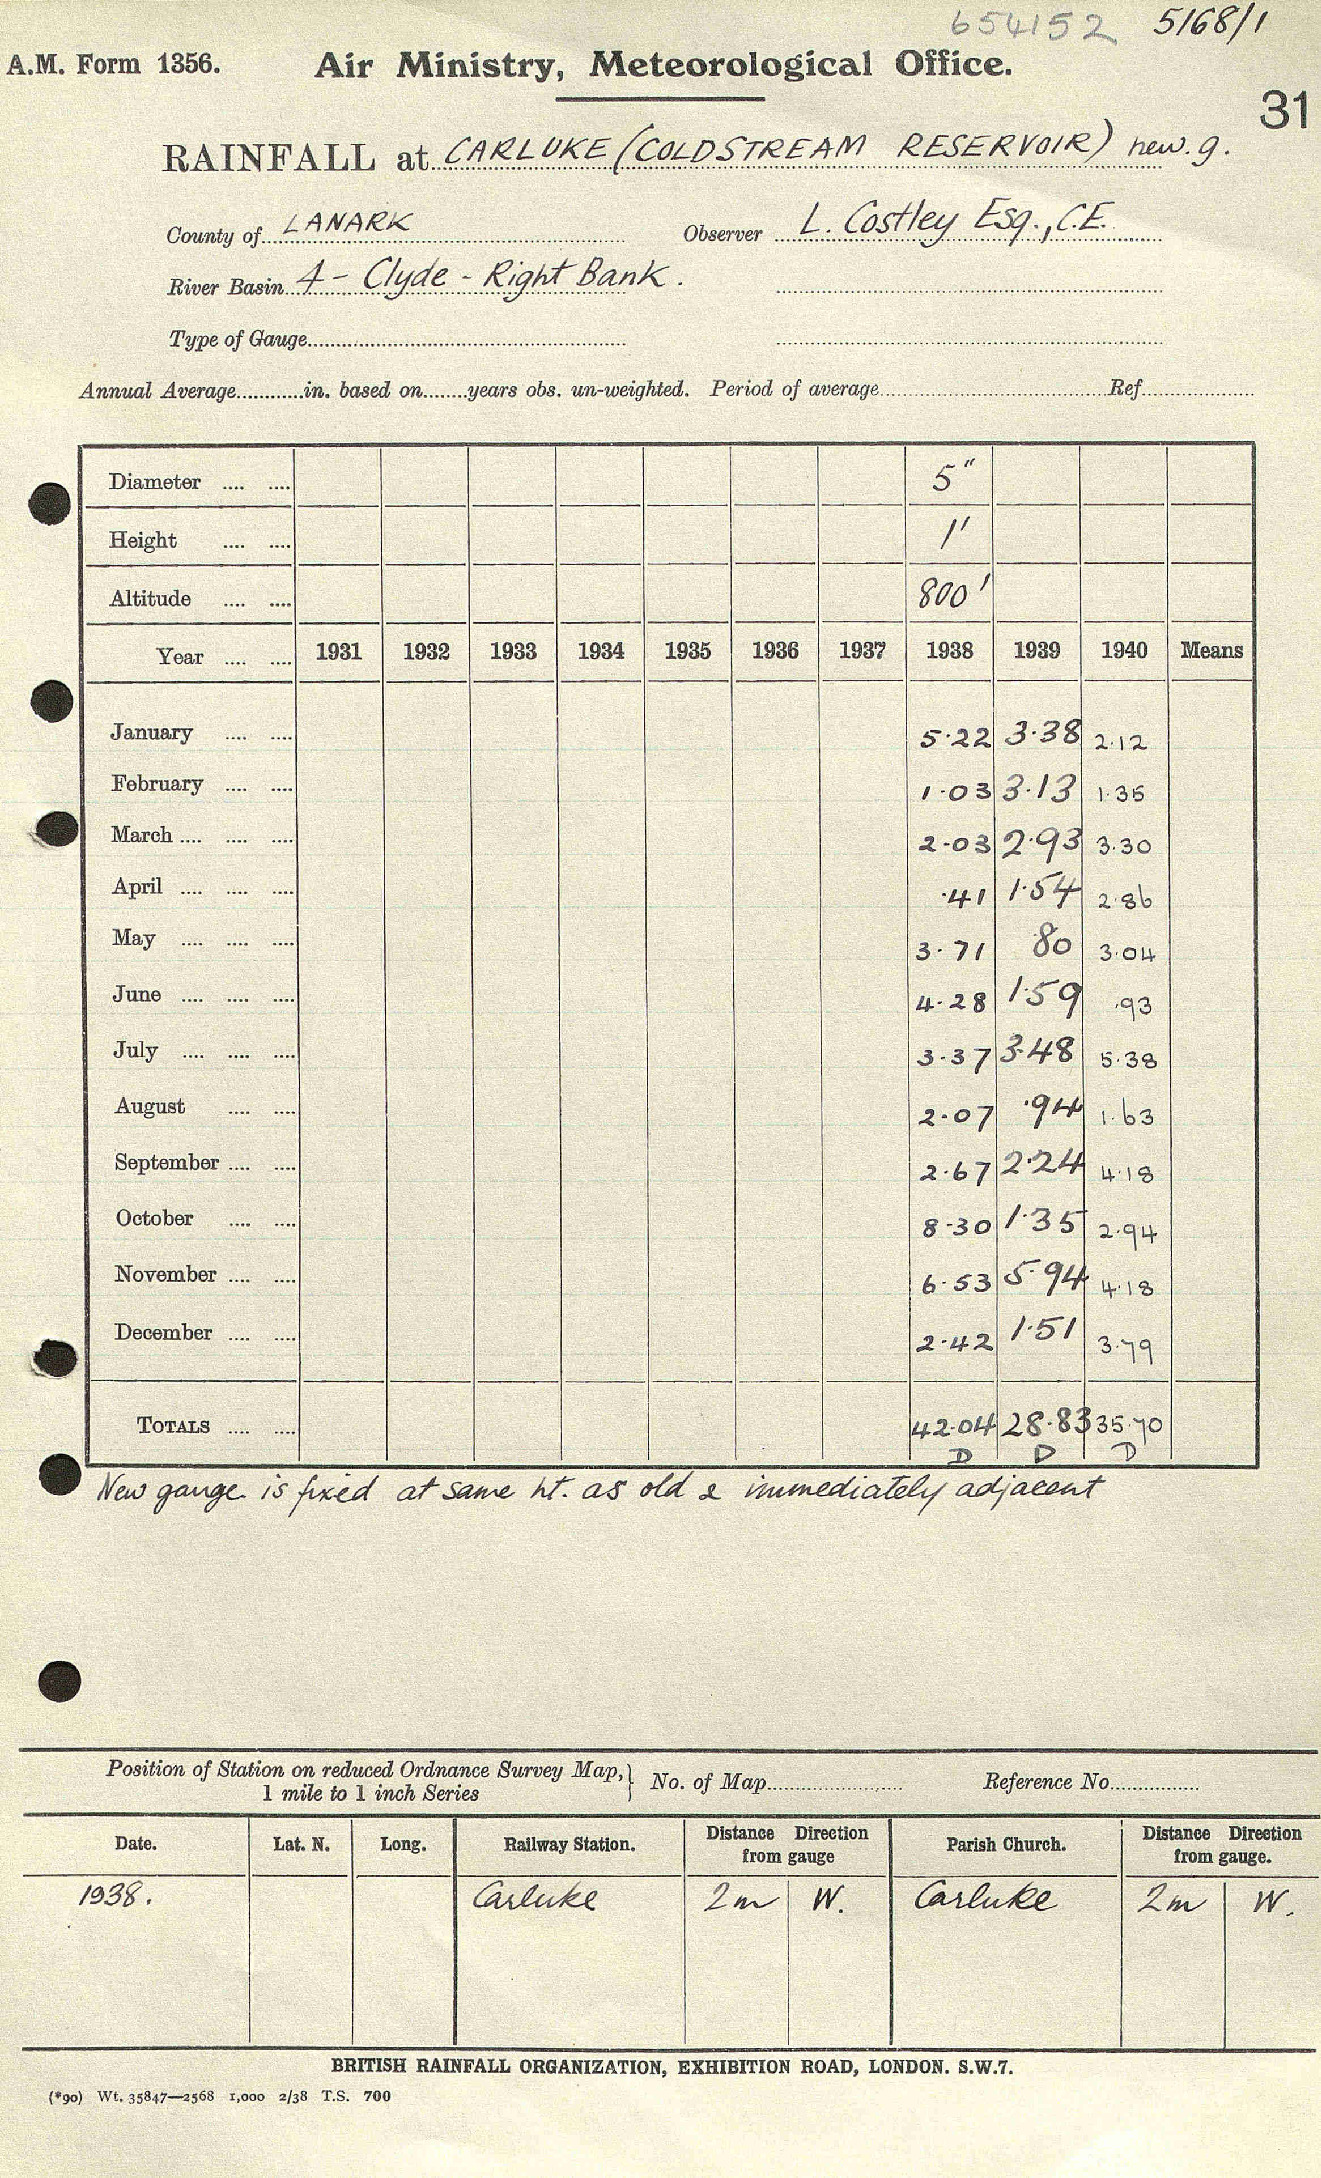 654152 5168/1
A.M. Form 1356. Air Ministry, Meteorological Office.
31
RAINFALL at CARLUKE (COLDSTREAM RESERVOIR) new. g.
County of LANARK Observer L. Costley Esq., C.E.
River Basin 4 - Clyde - Right Bank.
Type of Gauge
Annual Average in. based on years obs. un-weighted. Period of average Ref.
Diameter 5"
Height 1'
Altitude 800'
Year 1931 1932 1933 1934 1935 1936 1937 1938 1939 1940 Means
January 5·22 3·38 2·12
February 1·03 3·13 1·35
March 2·03 2·93 3·30
April ·41 1·54 2·86
May 3·71 ·80 3·04
June 4·28 1·59 ·93
July 3·37 3·48 5·38
August 2·07 ·94 1·63
September 2·67 2·24 4·18
October 8·30 1·35 2·94
November 6·53 5·94 4·18
December 2·42 1·51 3·79
TOTALS 42·04 28·83 35·70
D D D
New gauge is fixed at same ht. as old & immediately adjacent
Position of Station on reduced Ordnance Survey Map, 1 mile to 1 inch Series } No. of Map Reference No.
Date. Lat. N. Long. Railway Station. Distance Direction from gauge Parish Church. Distance Direction from gauge.
1938. Carluke 2m W. Carluke 2m W.
BRITISH RAINFALL ORGANIZATION, EXHIBITION ROAD, LONDON. S.W.7.
(*90) Wt. 35847—2568 1,000 2/38 T.S. 700